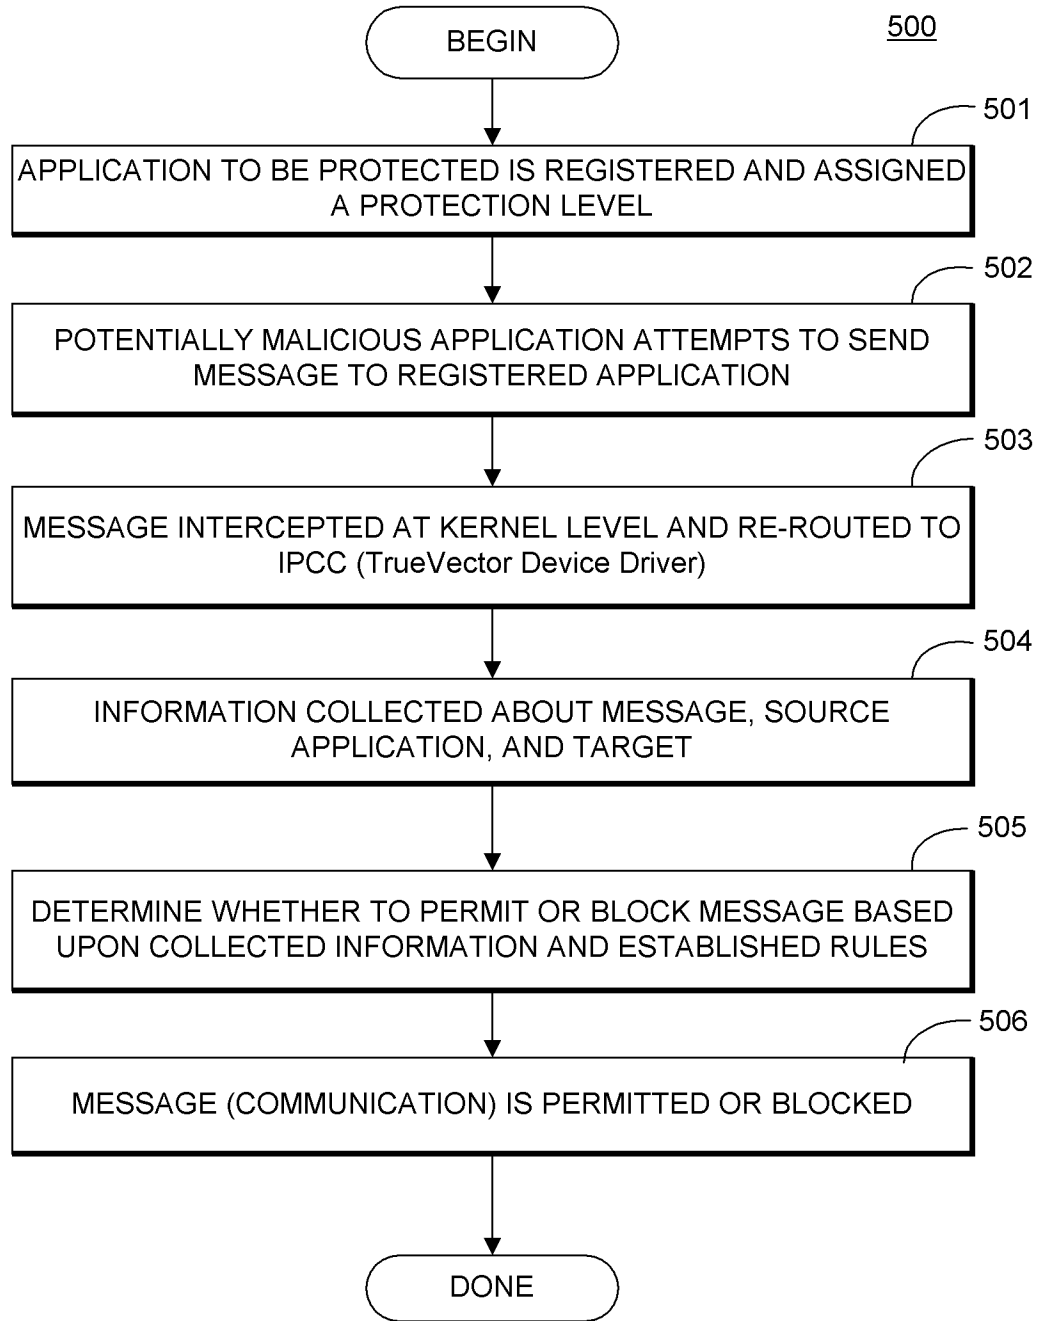 500
BEGIN
501
APPLICATION TO BE PROTECTED IS REGISTERED AND ASSIGNED
A PROTECTION LEVEL
502
POTENTIALLY MALICIOUS APPLICATION ATTEMPTS TO SEND
MESSAGE TO REGISTERED APPLICATION
503
MESSAGE INTERCEPTED AT KERNEL LEVEL AND RE-ROUTED TO
IPCC (TrueVector Device Driver)
504
INFORMATION COLLECTED ABOUT MESSAGE, SOURCE
APPLICATION, AND TARGET
505
DETERMINE WHETHER TO PERMIT OR BLOCK MESSAGE BASED
UPON COLLECTED INFORMATION AND ESTABLISHED RULES
506
MESSAGE (COMMUNICATION) IS PERMITTED OR BLOCKED
DONE